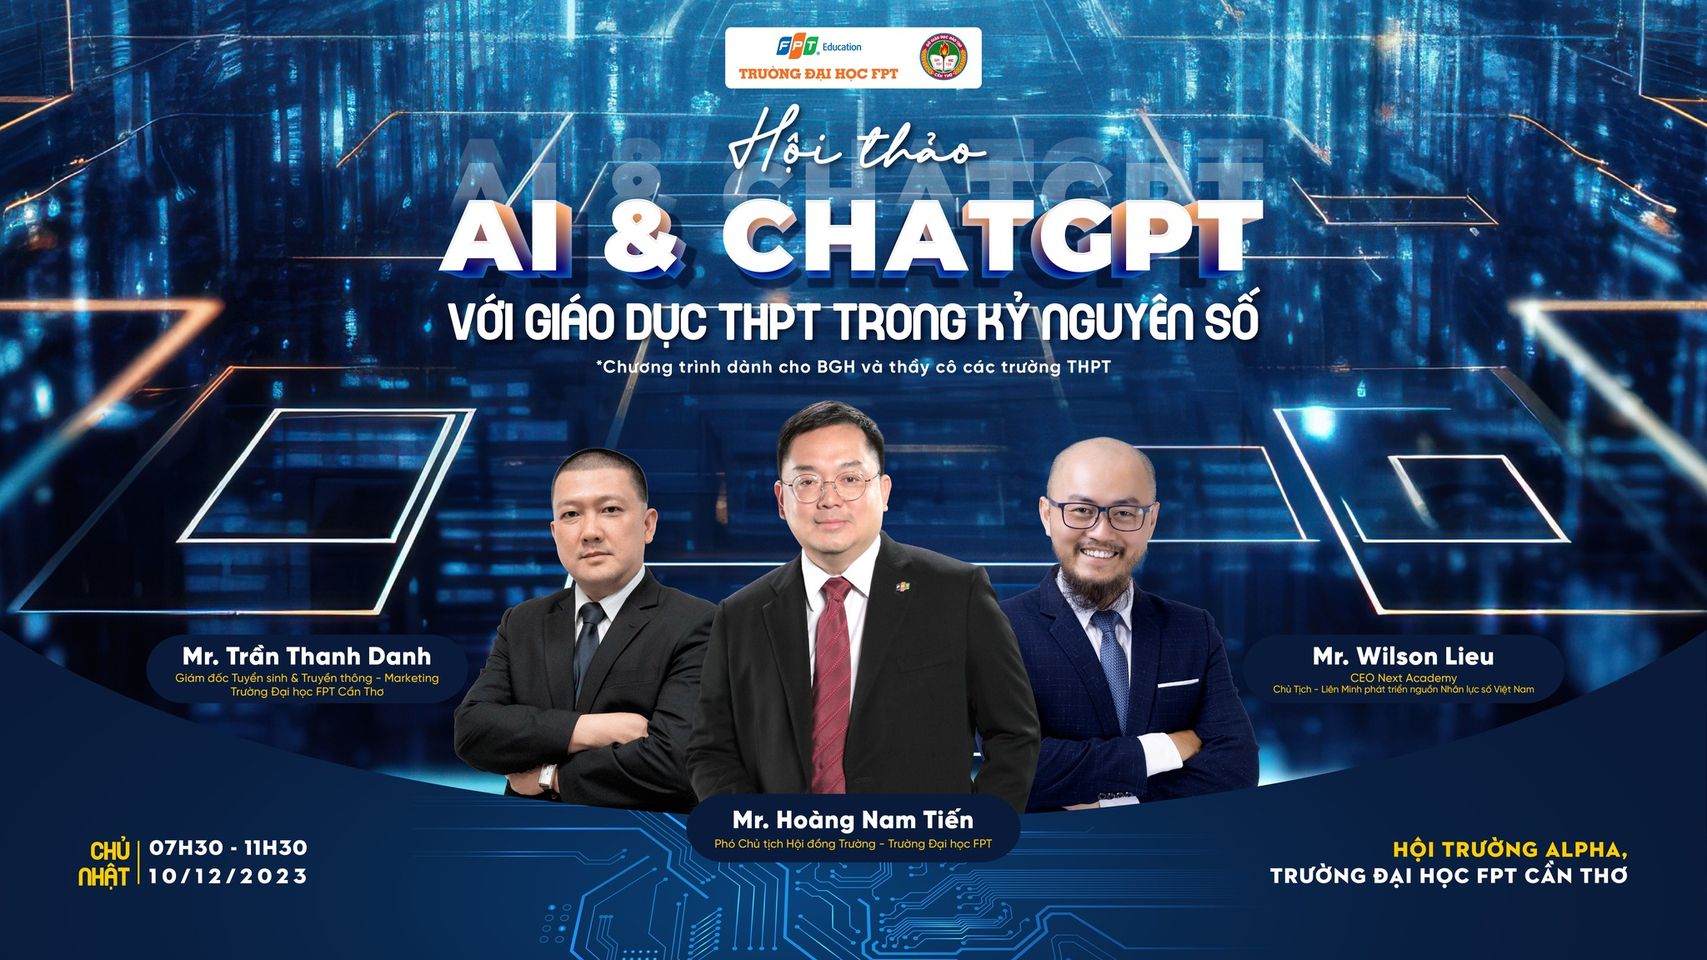 FPT Education
TRƯỜNG ĐẠI HỌC FPT
CẦN THƠ
Hội thảo
AI & CHATGPT
VỚI GIÁO DỤC THPT TRONG KỶ NGUYÊN SỐ
*Chương trình dành cho BGH và thầy cô các trường THPT
Mr. Trần Thanh Danh
Giám đốc Tuyển sinh & Truyền thông - Marketing
Trường Đại học FPT Cần Thơ
Mr. Wilson Lieu
CEO Next Academy
Chủ Tịch - Liên Minh phát triển nguồn Nhân lực số Việt Nam
Mr. Hoàng Nam Tiến
Phó Chủ tịch Hội đồng Trường - Trường Đại học FPT
CHỦ NHẬT
07H30 - 11H30
10/12/2023
HỘI TRƯỜNG ALPHA,
TRƯỜNG ĐẠI HỌC FPT CẦN THƠ